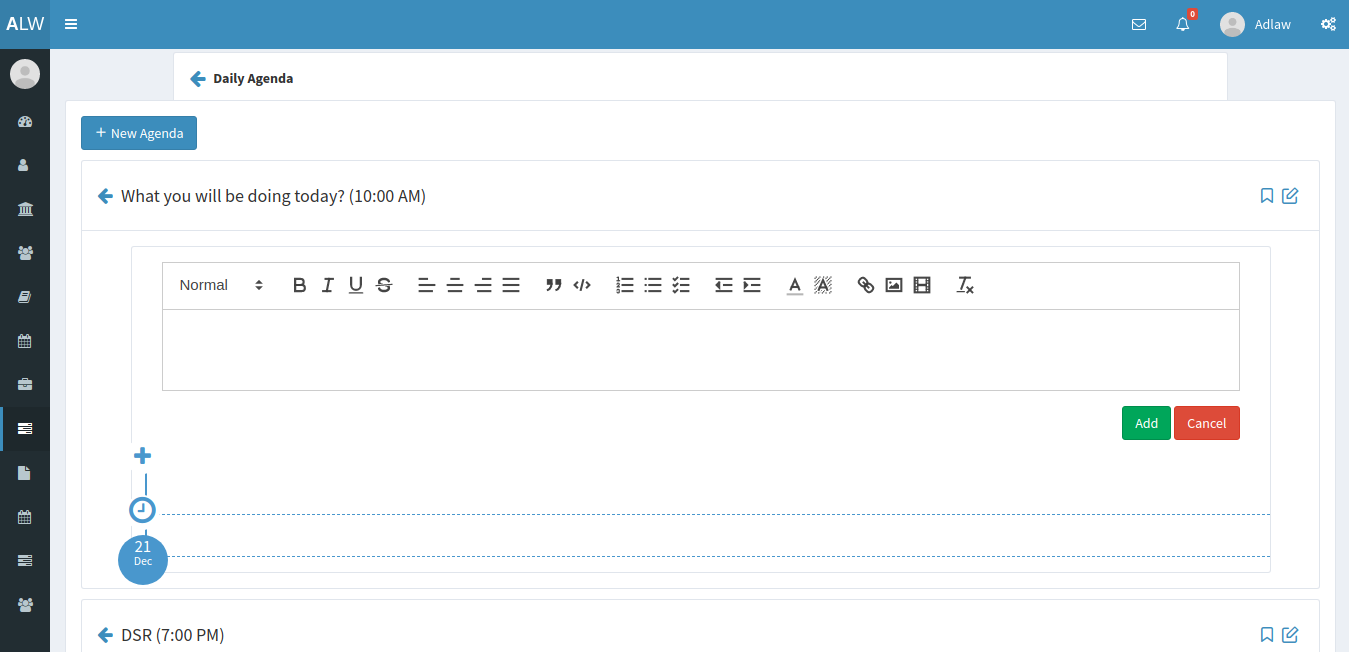 ALW
0
Adlaw
Daily Agenda
+ New Agenda
What you will be doing today? (10:00 AM)
Normal
Add
Cancel
21
Dec
DSR (7:00 PM)